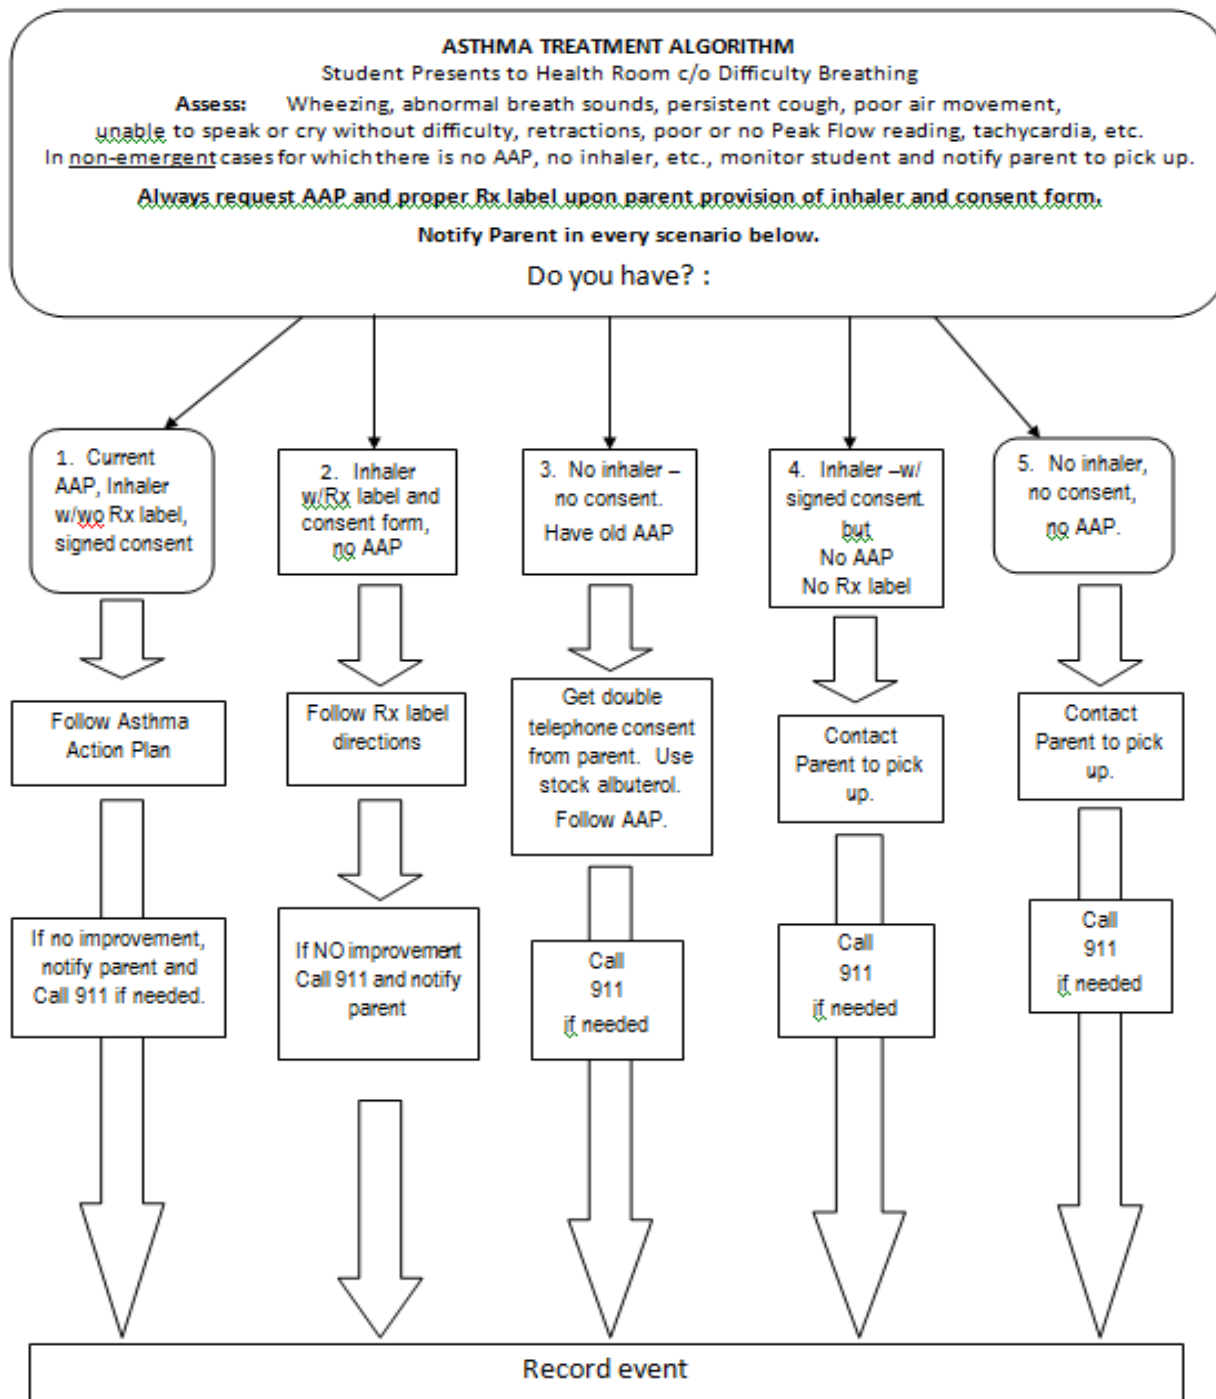 ASTHMA TREATMENT ALGORITHM
Student Presents to Health Room c/o Difficulty Breathing
Assess: Wheezing, abnormal breath sounds, persistent cough, poor air movement,
unable to speak or cry without difficulty, retractions, poor or no Peak Flow reading, tachycardia, etc.
In non-emergent cases for which there is no AAP, no inhaler, etc., monitor student and notify parent to pick up.
Always request AAP and proper Rx label upon parent provision of inhaler and consent form.
Notify Parent in every scenario below.
Do you have? :
1. Current
AAP, Inhaler
w/wo Rx label,
signed consent
2. Inhaler
w/Rx label and
consent form,
no AAP
3. No inhaler –
no consent.
Have old AAP
4. Inhaler –w/
signed consent
but
No AAP
No Rx label
5. No inhaler,
no consent,
no AAP.
Follow Asthma
Action Plan
Follow Rx label
directions
Get double
telephone consent
from parent. Use
stock albuterol.
Follow AAP.
Contact
Parent to pick
up.
Contact
Parent to pick
up.
If no improvement,
notify parent and
Call 911 if needed.
If NO improvement
Call 911 and notify
parent
Call
911
if needed
Call
911
if needed
Call
911
if needed
Record event